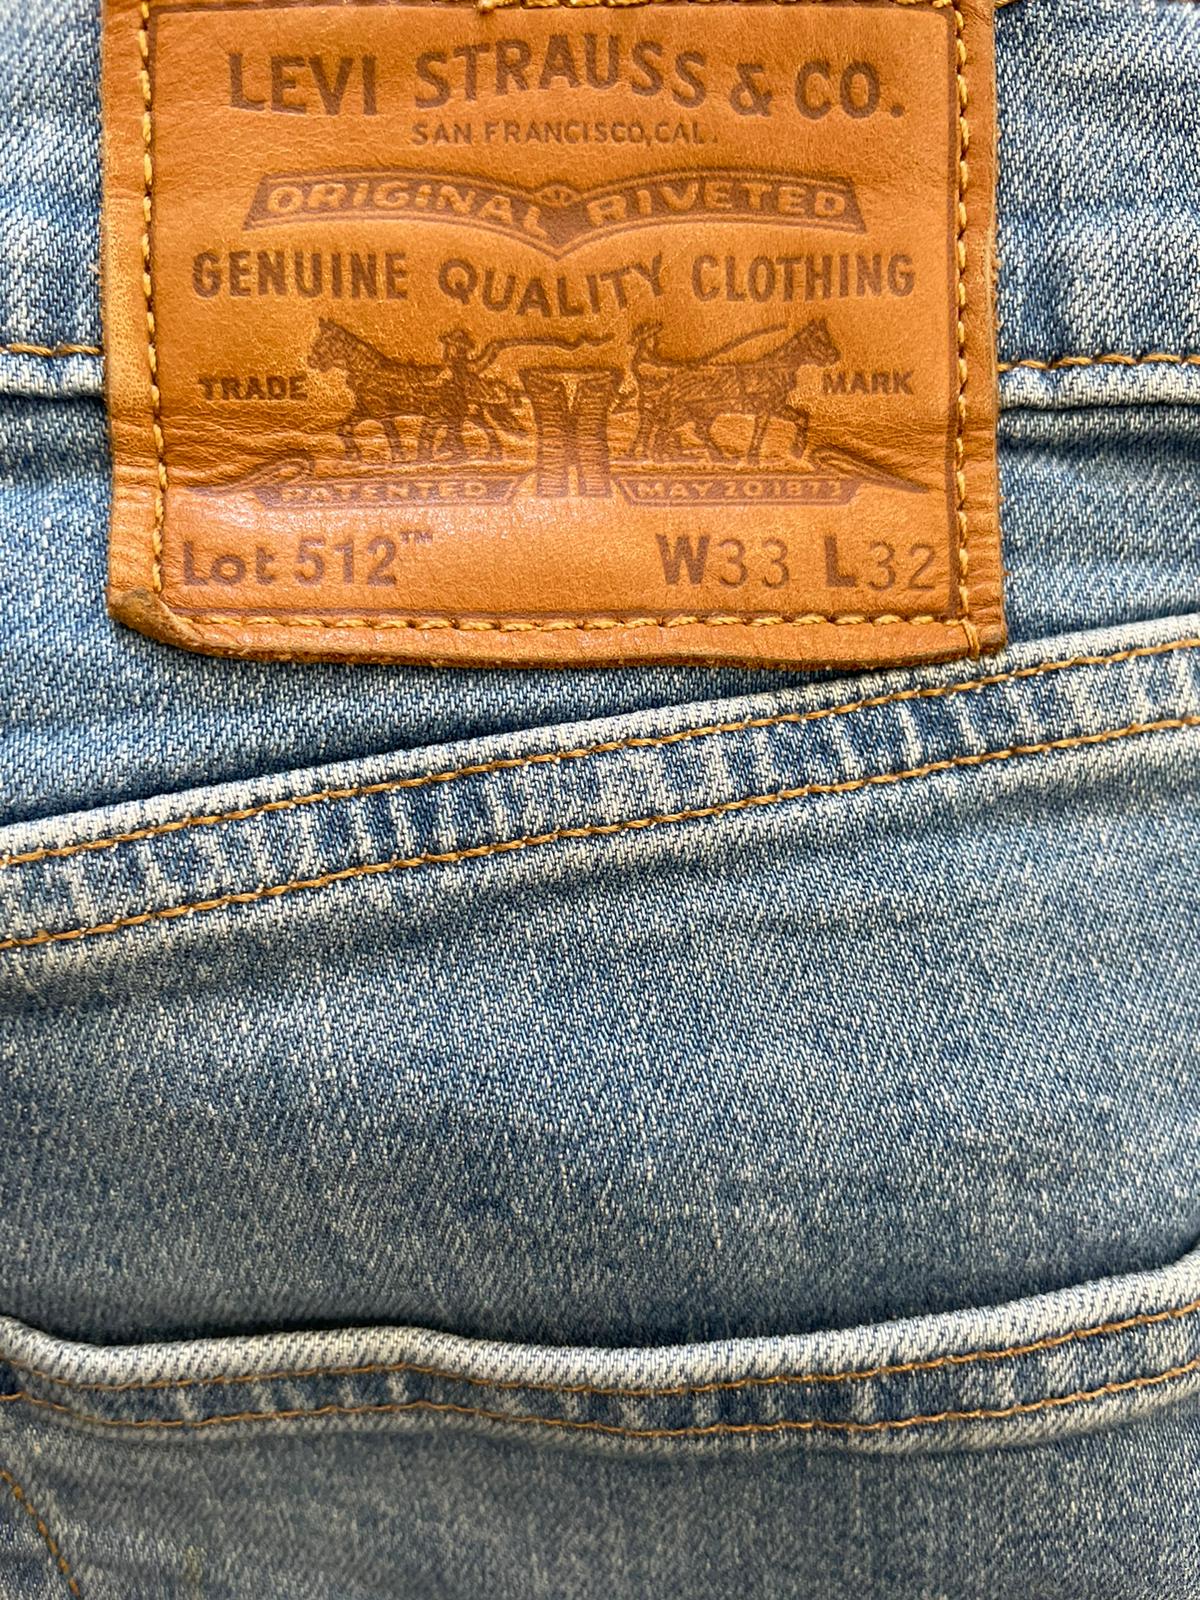 LEVI STRAUSS & CO.
SAN FRANCISCO, CAL.
ORIGINAL RIVETED
GENUINE QUALITY CLOTHING
TRADE MARK
PATENTED MAY 20 1873
Lot 512™ W33 L32